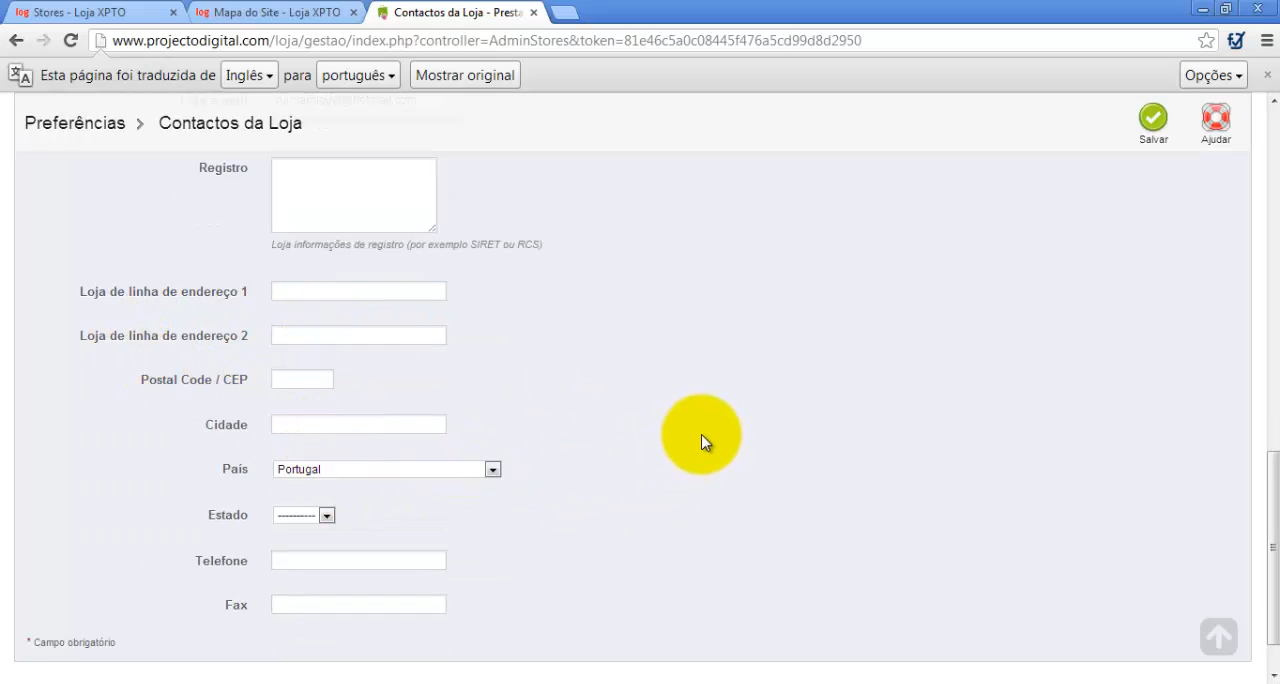 log Stores - Loja XPTO × log Mapa do Site - Loja XPTO × Contactos da Loja - Presta ×
www.projectodigital.com/loja/gestao/index.php?controller=AdminStores&token=81e46c5a0c08445f476a5cd99d8d2950
Esta página foi traduzida de Inglês para português Mostrar original Opções ×
Preferências > Contactos da Loja
Salvar Ajudar
Registro
Loja informações de registro (por exemplo SIRET ou RCS)
Loja de linha de endereço 1
Loja de linha de endereço 2
Postal Code / CEP
Cidade
País Portugal
Estado ----------
Telefone
Fax
* Campo obrigatório